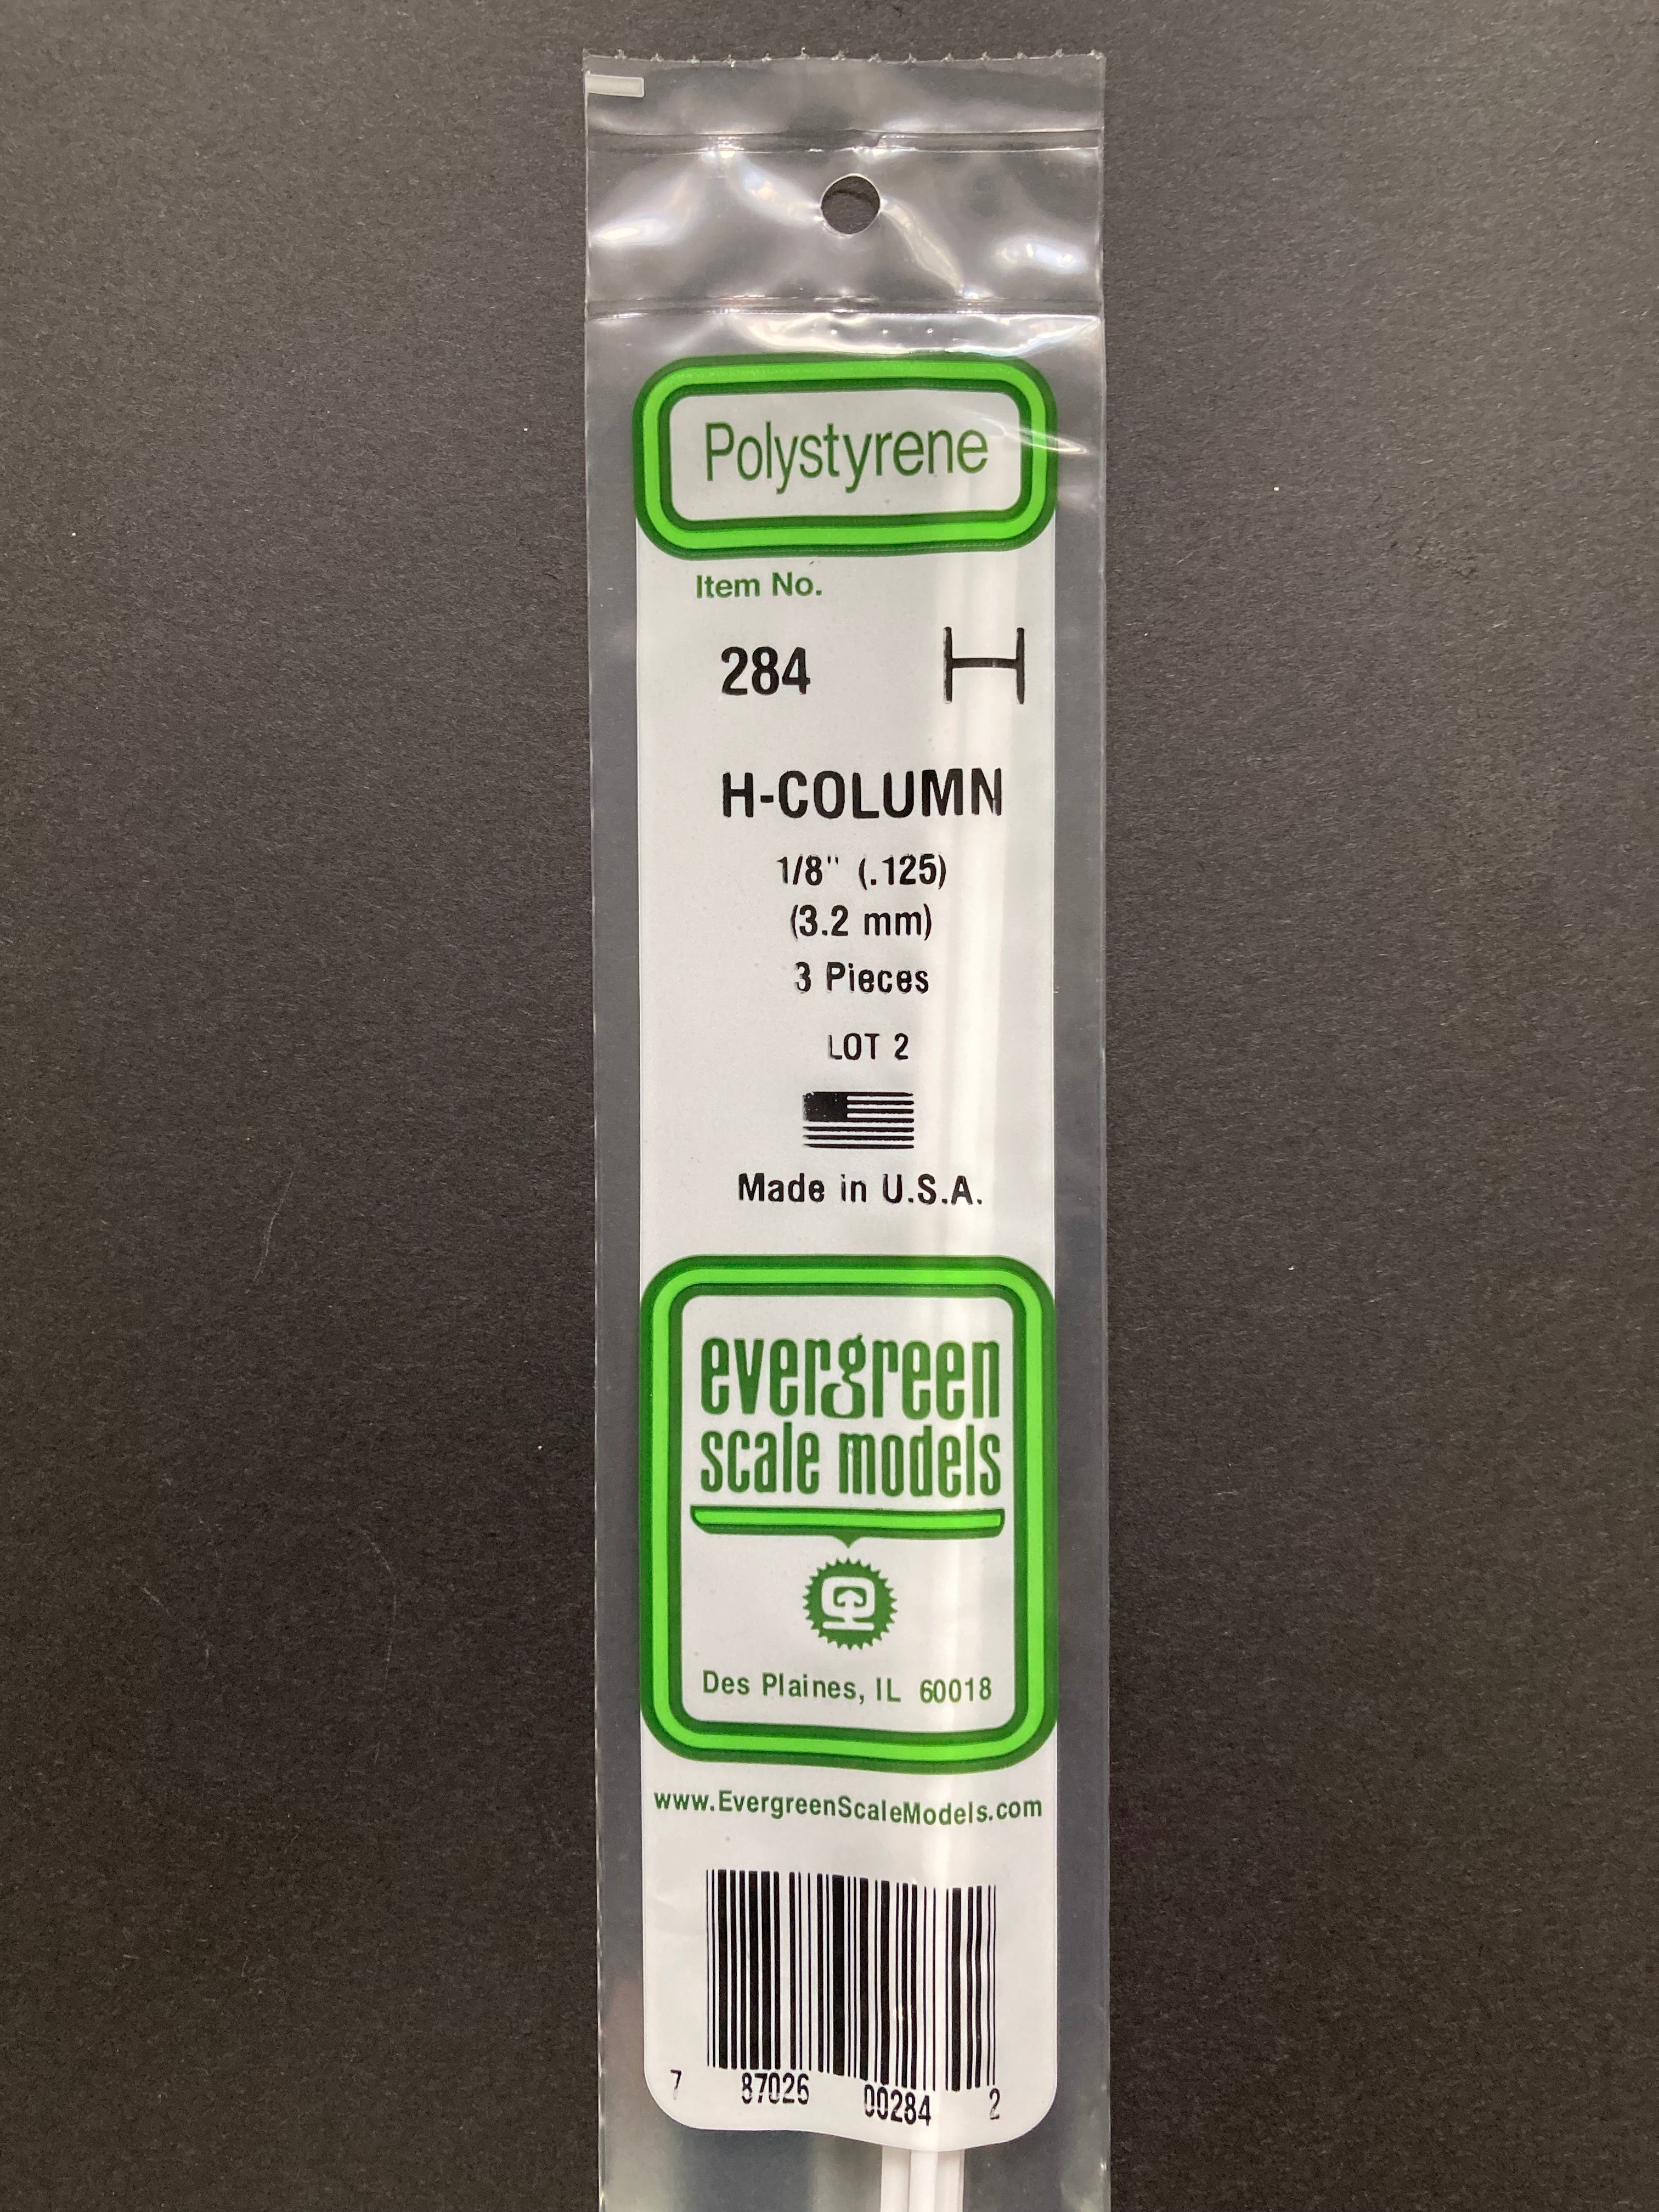 Polystyrene
Item No.
284
H-COLUMN
1/8" (.125)
(3.2 mm)
3 Pieces
LOT 2
Made in U.S.A.
evergreen
scale models
Des Plaines, IL 60018
www.EvergreenScaleModels.com
7 87026 00284 2